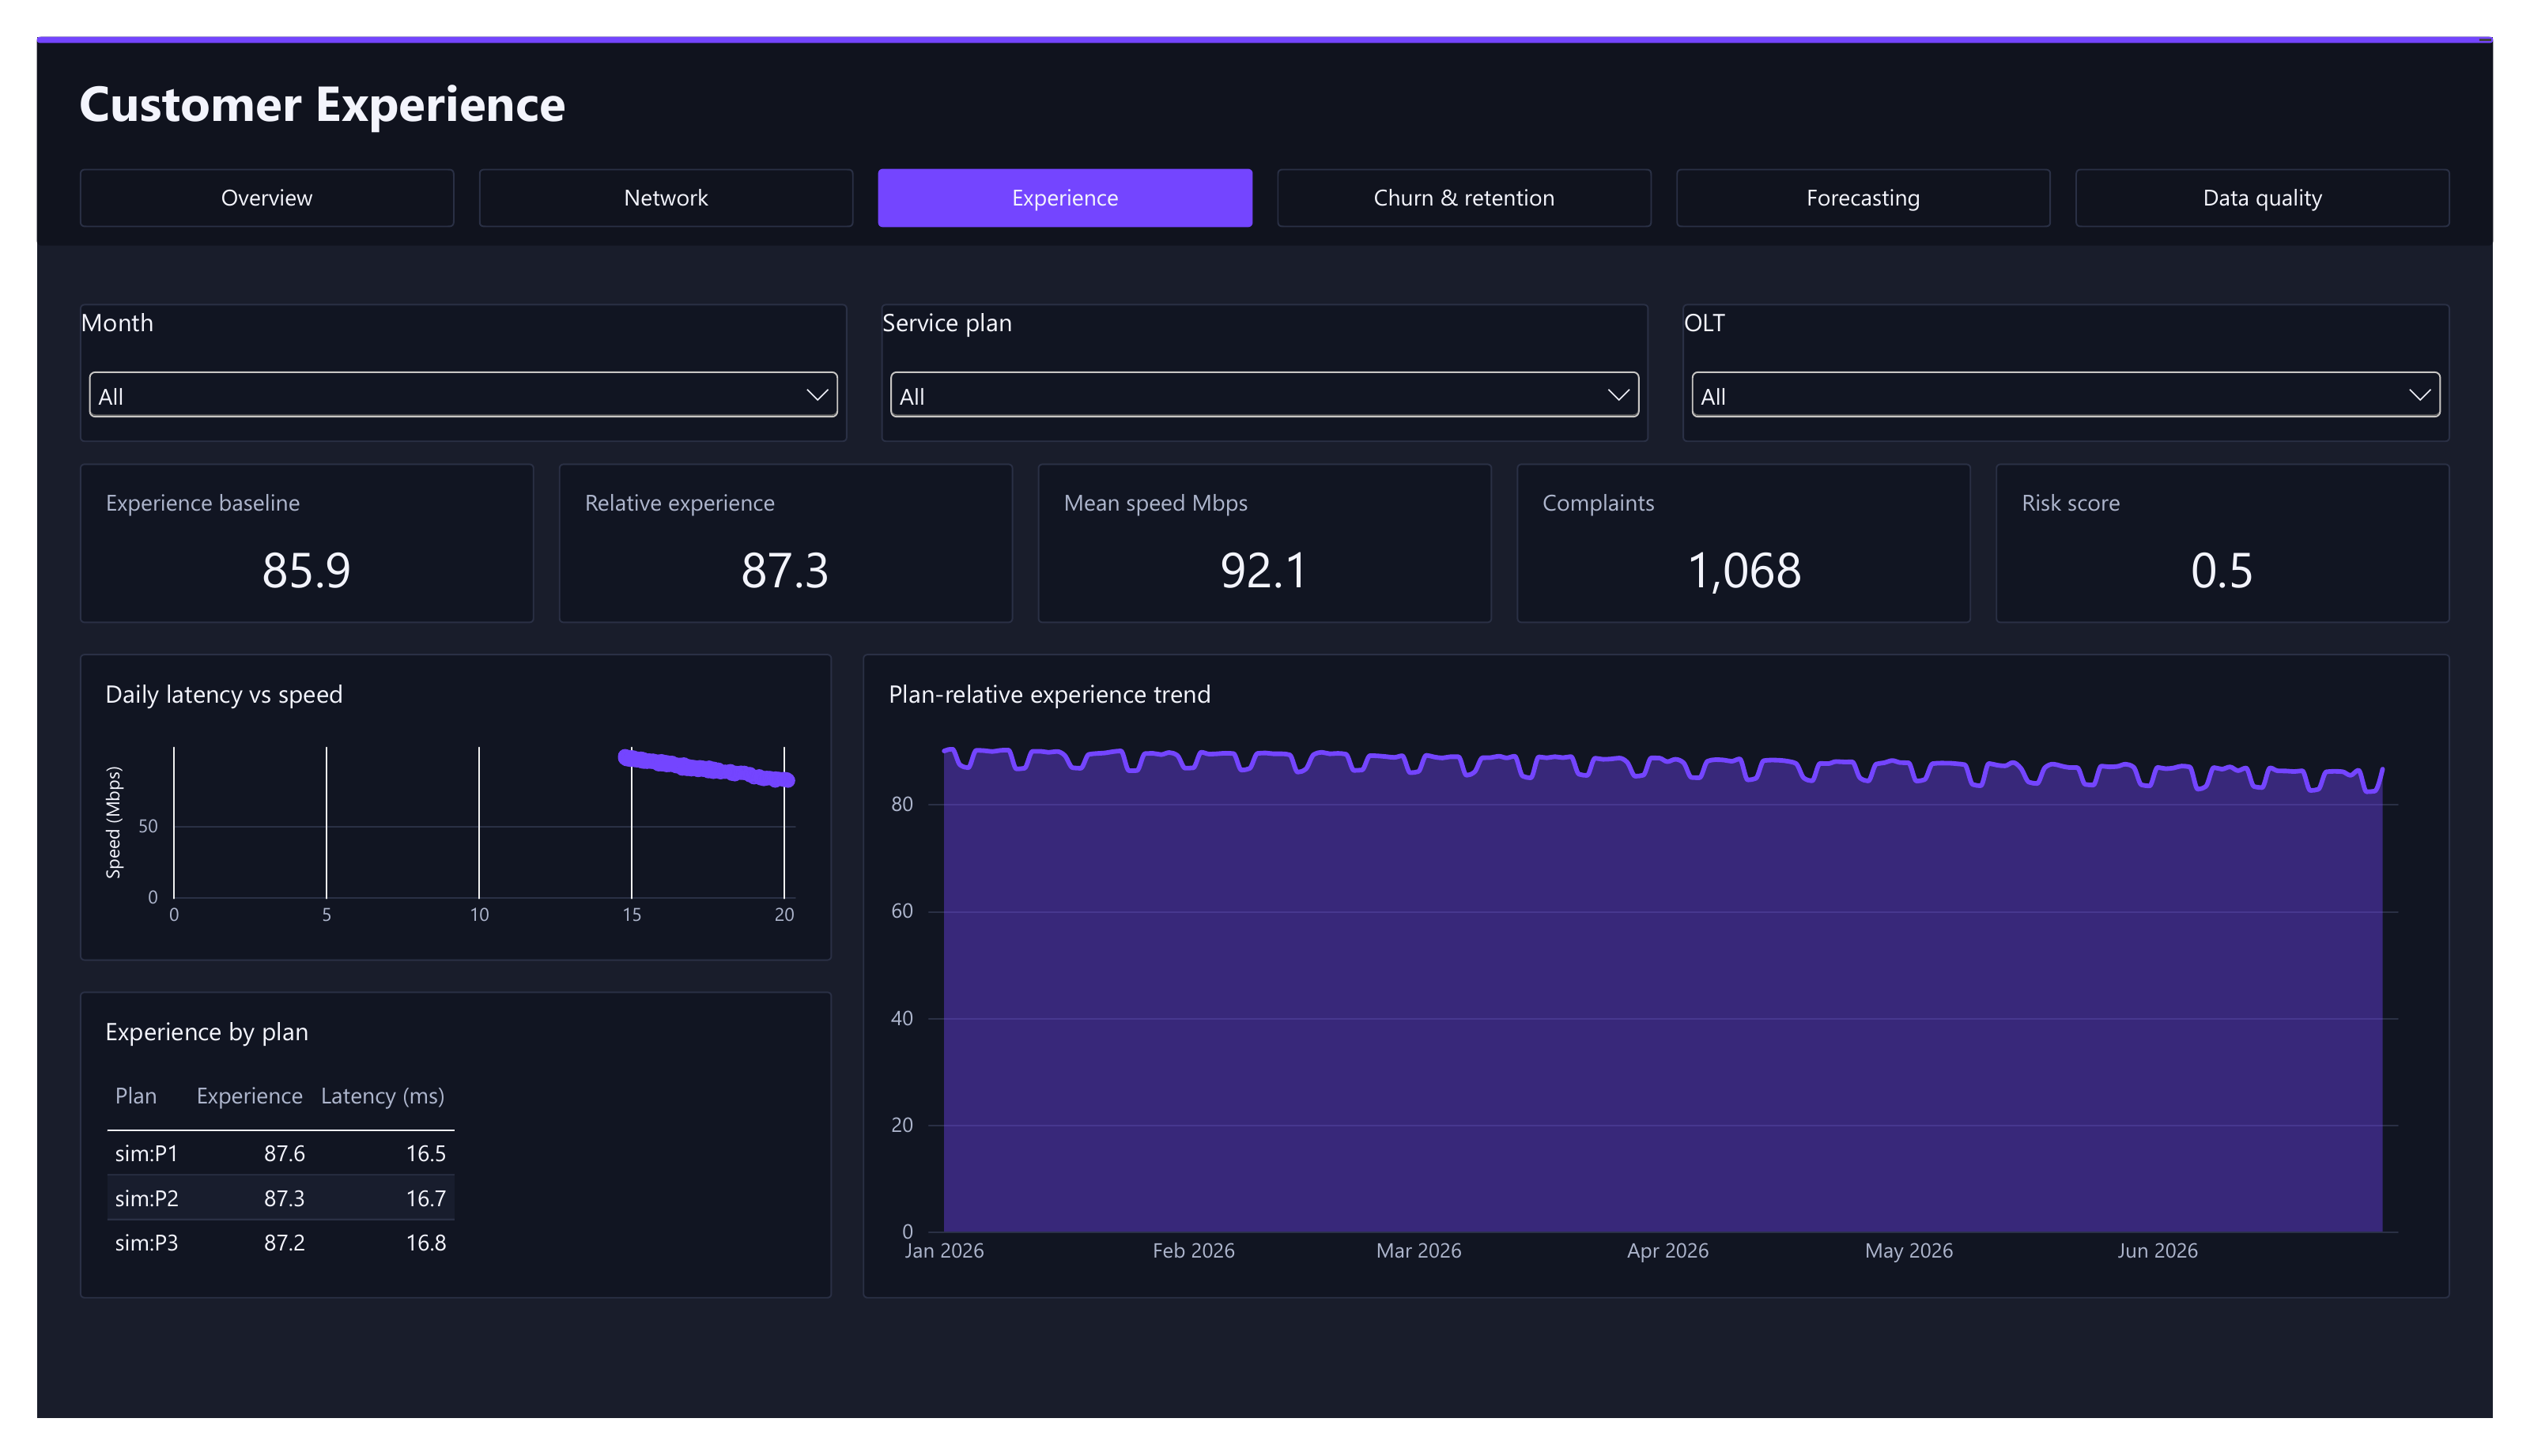 Customer Experience
Overview
Network
Experience
Churn & retention
Forecasting
Data quality
Month
All
Service plan
All
OLT
All
Experience baseline
85.9
Relative experience
87.3
Mean speed Mbps
92.1
Complaints
1,068
Risk score
0.5
Daily latency vs speed
Speed (Mbps)
50
0
0 5 10 15 20
Experience by plan
Plan Experience Latency (ms)
sim:P1 87.6 16.5
sim:P2 87.3 16.7
sim:P3 87.2 16.8
Plan-relative experience trend
80
60
40
20
0
Jan 2026 Feb 2026 Mar 2026 Apr 2026 May 2026 Jun 2026